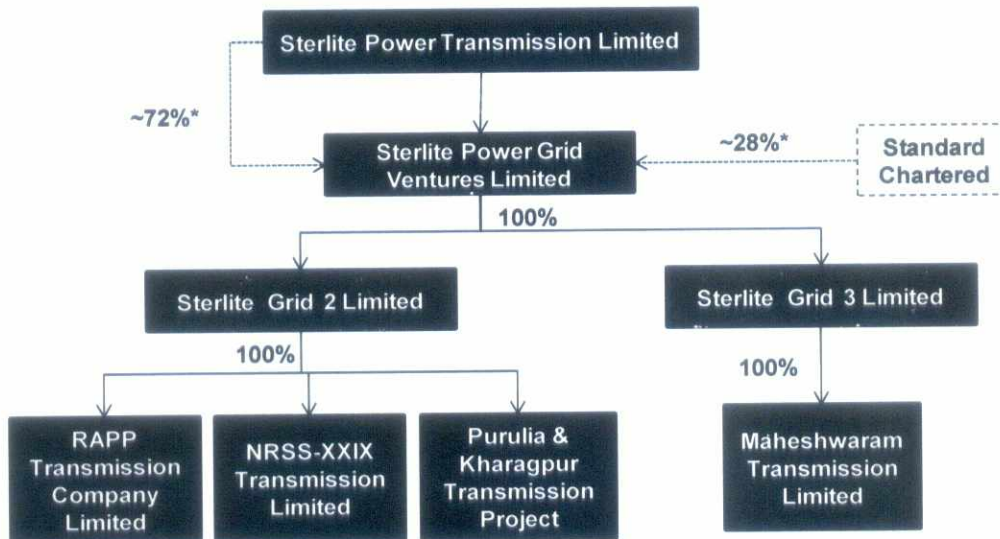 Sterlite Power Transmission Limited
~72%*
Sterlite Power Grid
Ventures Limited
~28%*
Standard
Chartered
100%
Sterlite Grid 2 Limited
Sterlite Grid 3 Limited
100%
100%
RAPP
Transmission
Company
Limited
NRSS-XXIX
Transmission
Limited
Purulia &
Kharagpur
Transmission
Project
Maheshwaram
Transmission
Limited